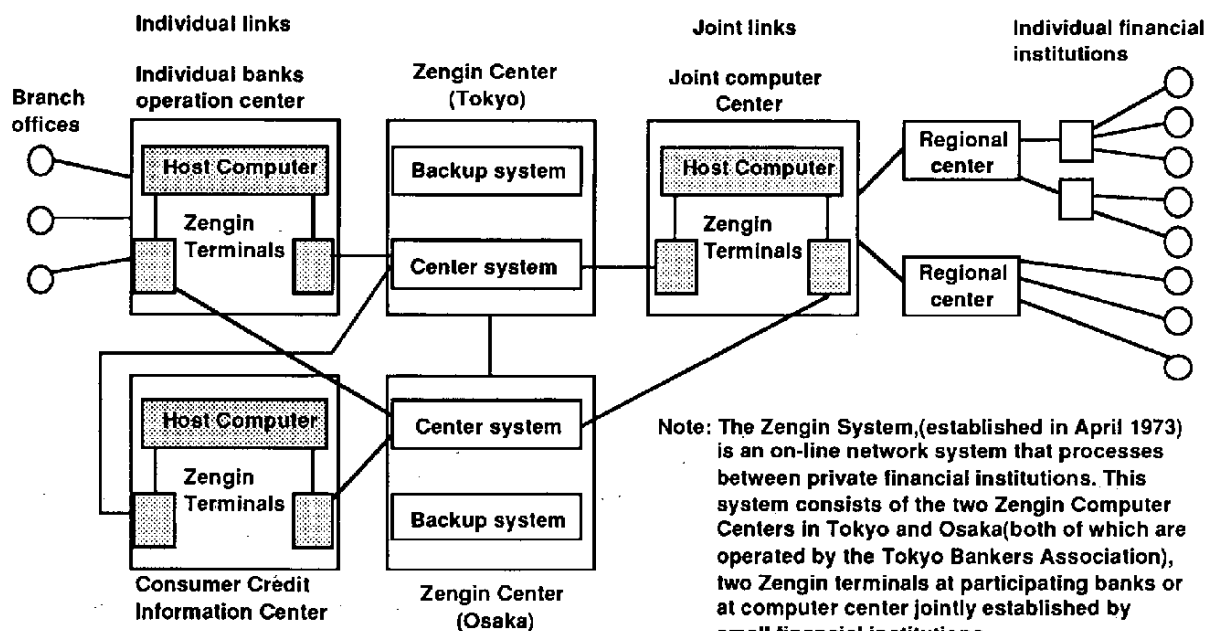 Individual links
Joint links
Individual financial
institutions
Branch
offices
Individual banks
operation center
Host Computer
Zengin
Terminals
Zengin Center
(Tokyo)
Backup system
Center system
Joint computer
Center
Host Computer
Zengin
Terminals
Regional
center
Regional
center
Host Computer
Zengin
Terminals
Consumer Crédit
Information Center
Center system
Backup system
Zengin Center
(Osaka)
Note: The Zengin System,(established in April 1973)
is an on-line network system that processes
between private financial institutions. This
system consists of the two Zengin Computer
Centers in Tokyo and Osaka(both of which are
operated by the Tokyo Bankers Association),
two Zengin terminals at participating banks or
at computer center jointly established by
small financial institutions